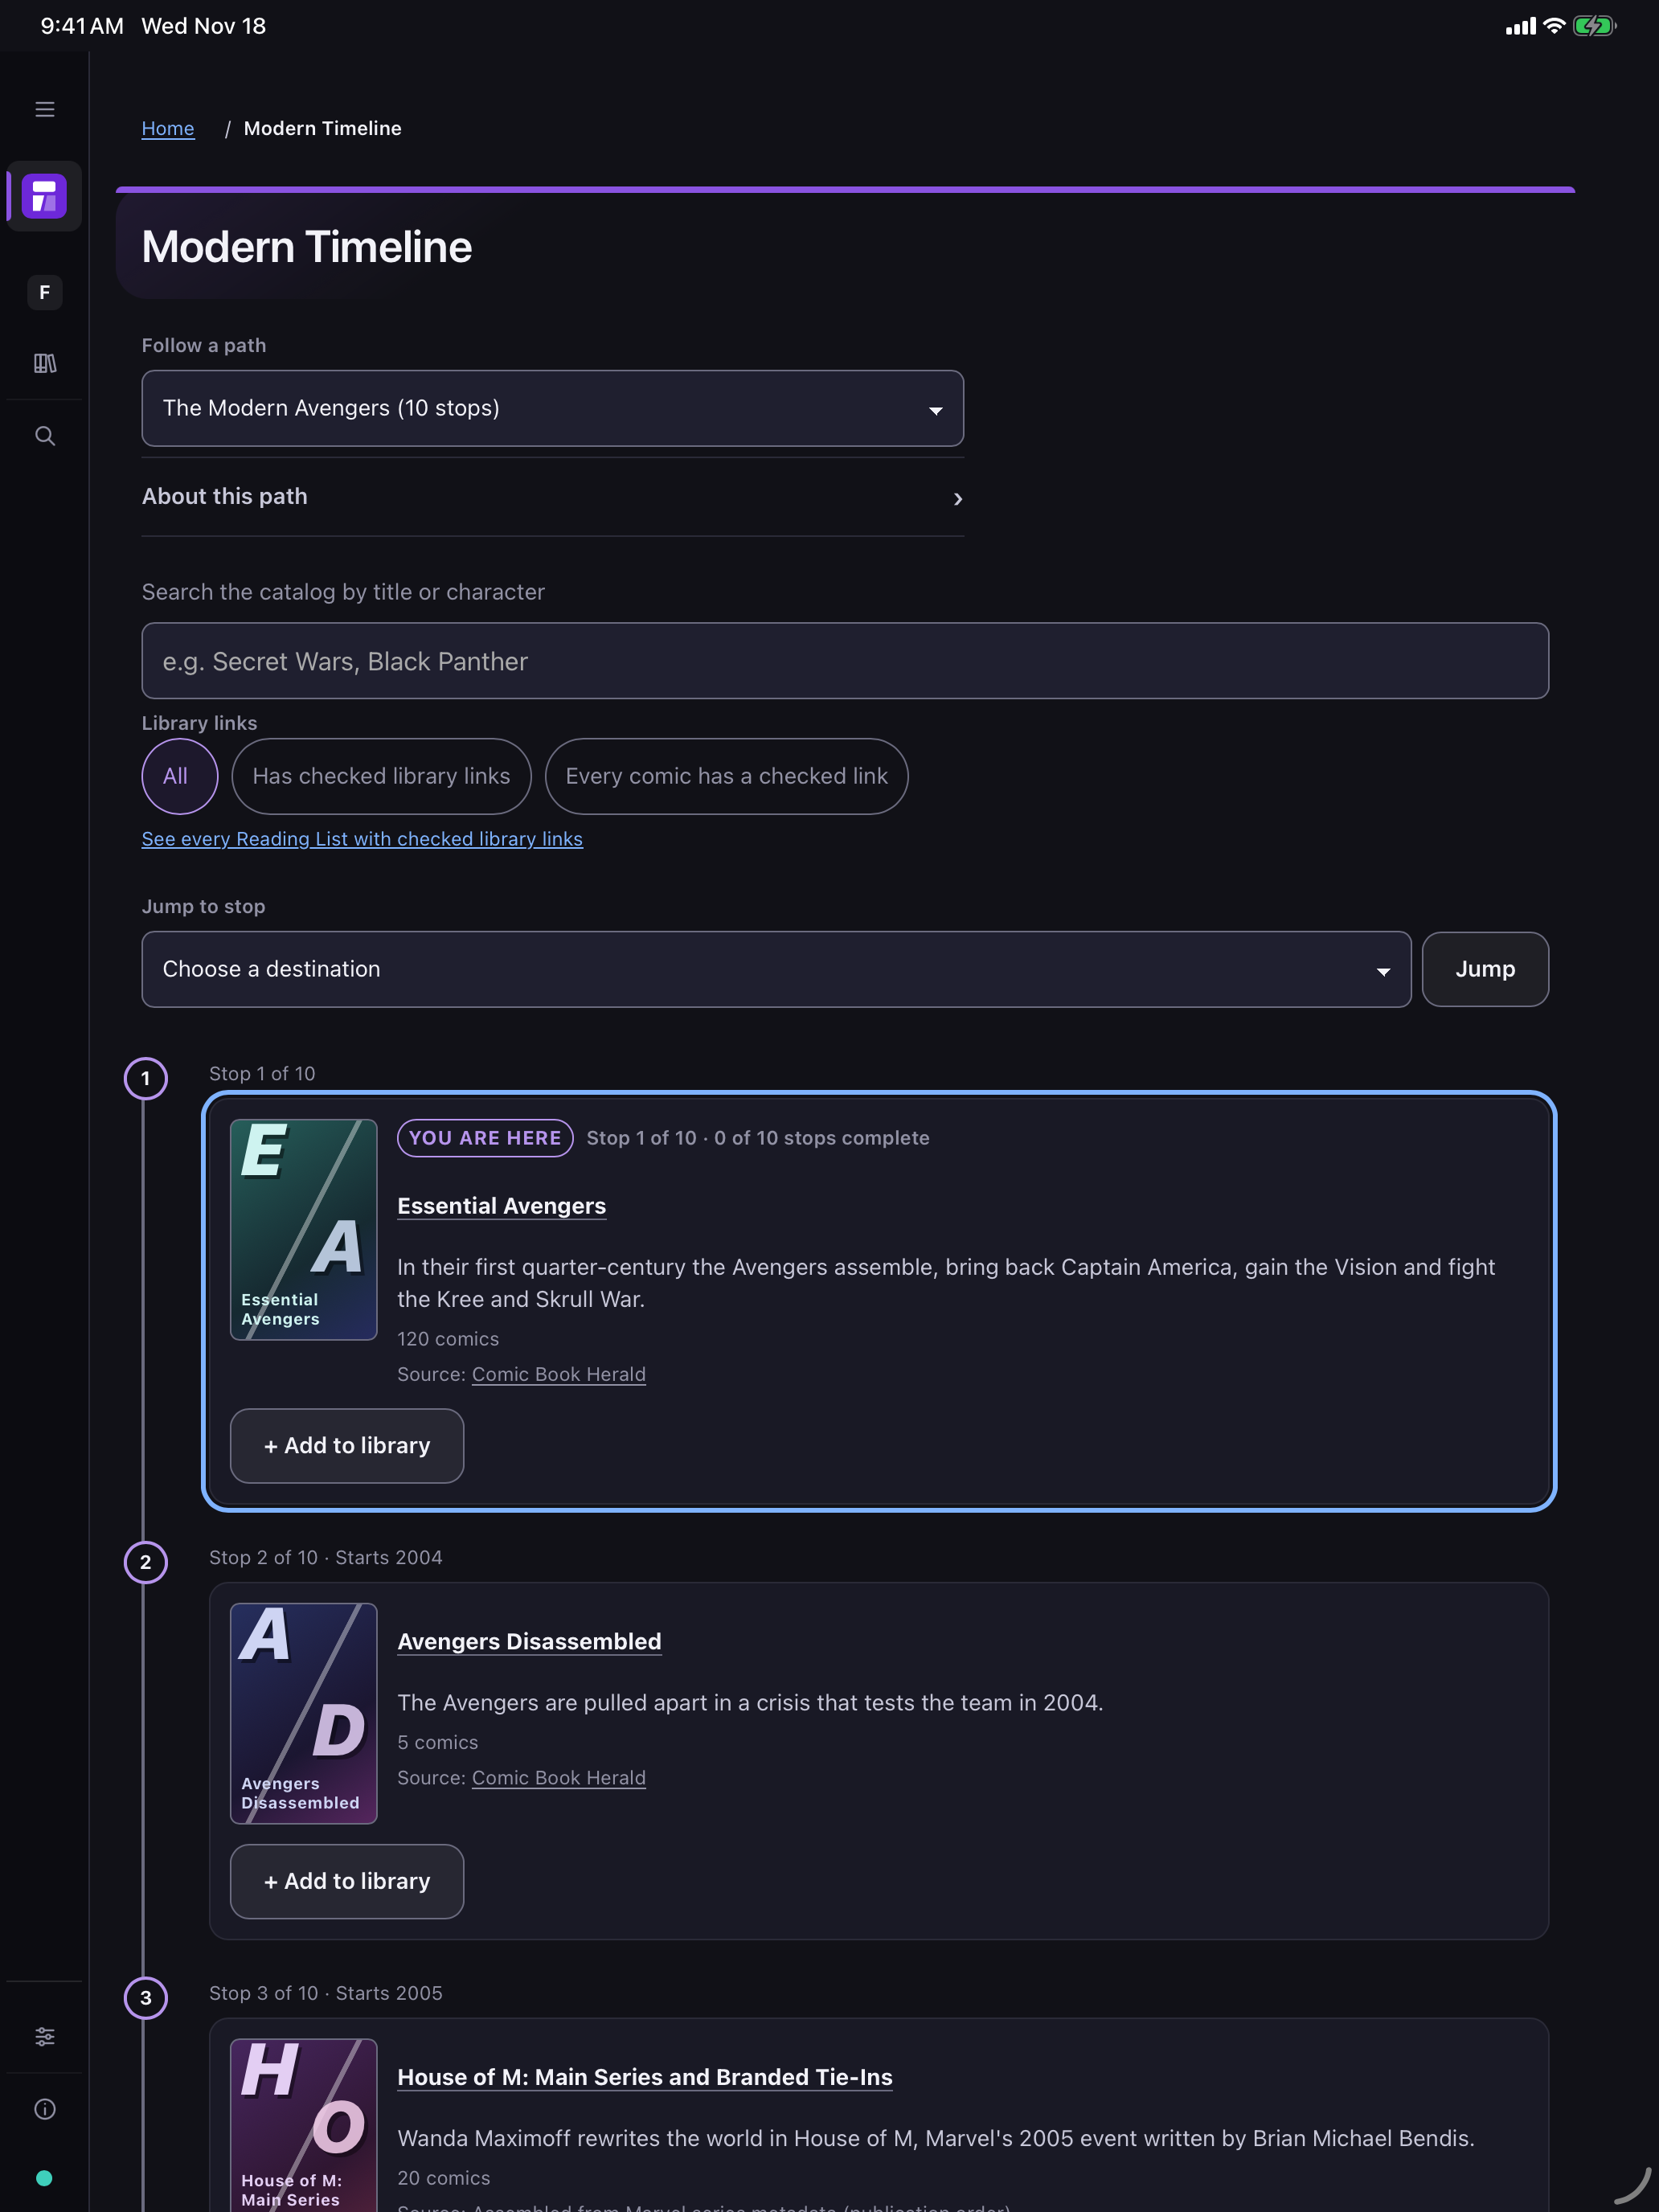 9:41 AM Wed Nov 18
Home / Modern Timeline
F
Modern Timeline
Follow a path
The Modern Avengers (10 stops)
About this path
Search the catalog by title or character
e.g. Secret Wars, Black Panther
Library links
All
Has checked library links
Every comic has a checked link
See every Reading List with checked library links
Jump to stop
Choose a destination
Jump
1
Stop 1 of 10
E
A
Essential
Avengers
YOU ARE HERE Stop 1 of 10 · 0 of 10 stops complete
Essential Avengers
In their first quarter-century the Avengers assemble, bring back Captain America, gain the Vision and fight
the Kree and Skrull War.
120 comics
Source: Comic Book Herald
+ Add to library
2
Stop 2 of 10 · Starts 2004
A
D
Avengers
Disassembled
Avengers Disassembled
The Avengers are pulled apart in a crisis that tests the team in 2004.
5 comics
Source: Comic Book Herald
+ Add to library
3
Stop 3 of 10 · Starts 2005
H
O
House of M:
Main Series
House of M: Main Series and Branded Tie-Ins
Wanda Maximoff rewrites the world in House of M, Marvel's 2005 event written by Brian Michael Bendis.
20 comics
Source: Assembled from Marvel series metadata (publication order)